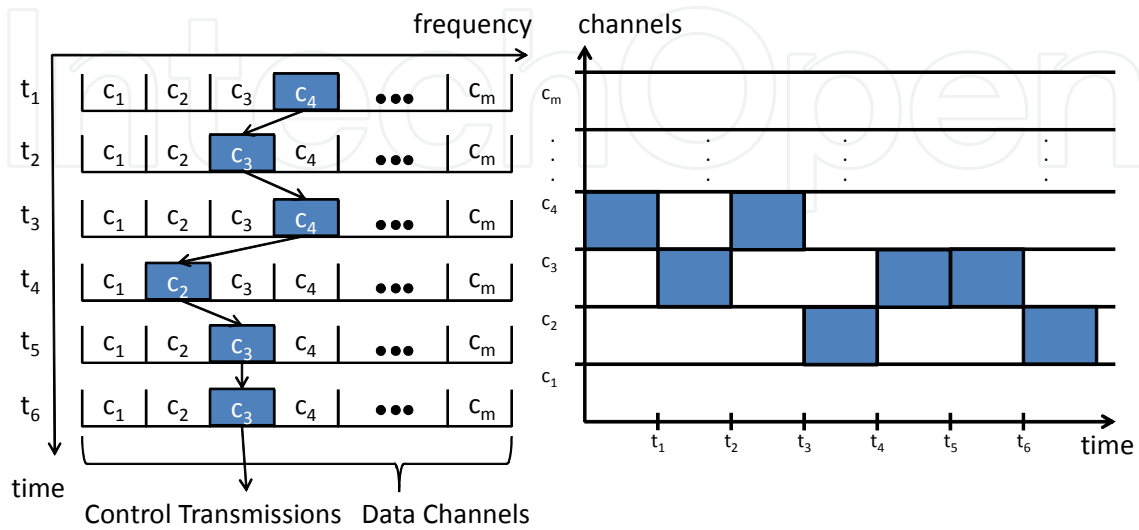 frequency
t1 c1 c2 c3 c4 ●●● cm
t2 c1 c2 c3 c4 ●●● cm
t3 c1 c2 c3 c4 ●●● cm
t4 c1 c2 c3 c4 ●●● cm
t5 c1 c2 c3 c4 ●●● cm
t6 c1 c2 c3 c4 ●●● cm
time
Control Transmissions Data Channels
channels
cm
c4
c3
c2
c1
t1 t2 t3 t4 t5 t6 time
IntechOpen